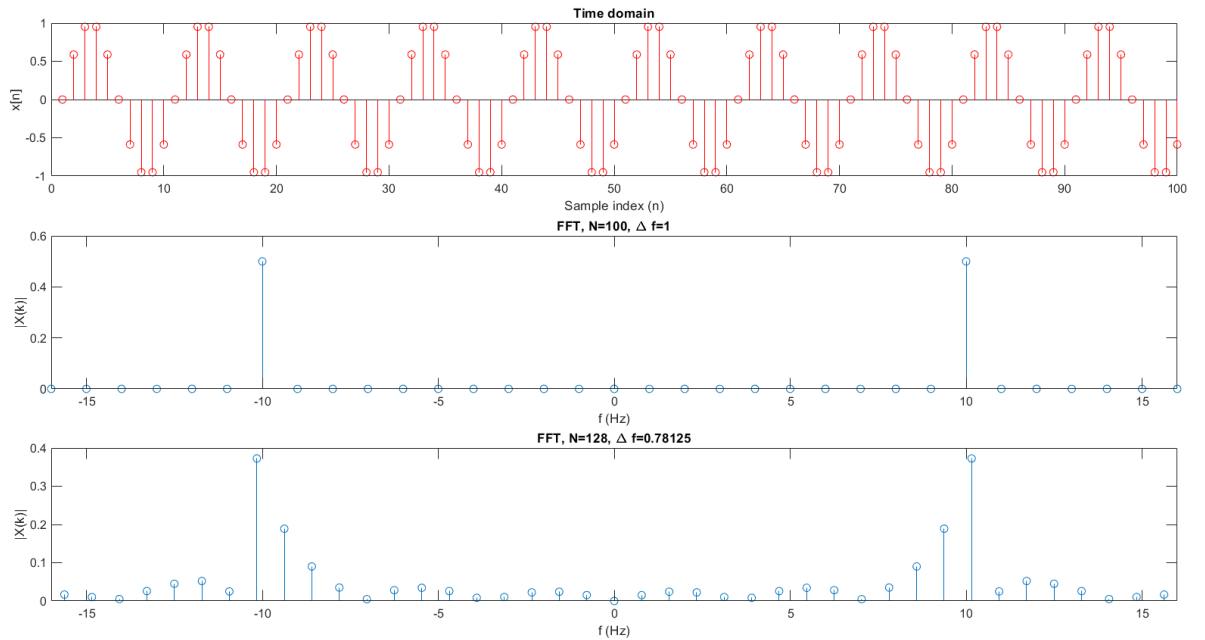 Time domain
1
0.5
0
-0.5
-1
x[n]
0 10 20 30 40 50 60 70 80 90 100
Sample index (n)
FFT, N=100, Δ f=1
0.6
0.4
0.2
0
|X(k)|
-15 -10 -5 0 5 10 15
f (Hz)
FFT, N=128, Δ f=0.78125
0.4
0.3
0.2
0.1
0
|X(k)|
-15 -10 -5 0 5 10 15
f (Hz)